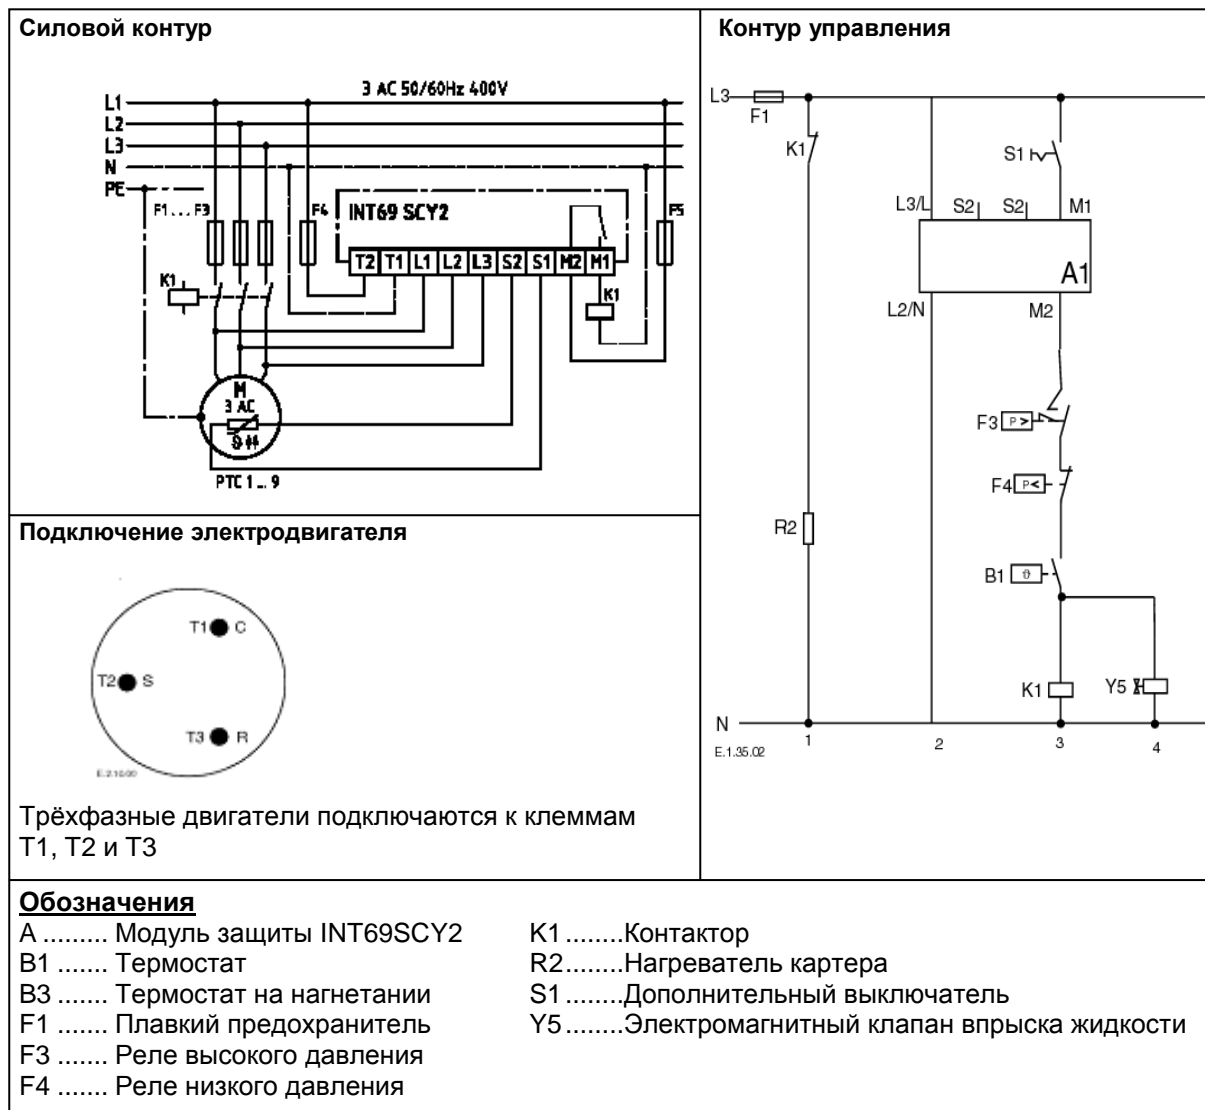 Силовой контур
3 AC 50/60Hz 400V
L1
L2
L3
N
PE
F1...F3
F4
INT69 SCY2
F5
T2 T1 L1 L2 L3 S2 S1 M2 M1
K1
K1
M
3 AC
PTC 1 ... 9
Подключение электродвигателя
T1 C
T2 S
T3 R
Трёхфазные двигатели подключаются к клеммам
T1, T2 и T3
Контур управления
L3
F1
K1
S1
L3/L S2 S2 M1
A1
L2/N M2
F3 P>
F4 P<
R2
B1 ϑ
K1 Y5
N
E.1.35.02
1 2 3 4
Обозначения
A ......... Модуль защиты INT69SCY2
B1 ....... Термостат
B3 ....... Термостат на нагнетании
F1 ....... Плавкий предохранитель
F3 ....... Реле высокого давления
F4 ....... Реле низкого давления
K1 ........Контактор
R2........Нагреватель картера
S1 ........Дополнительный выключатель
Y5 ........Электромагнитный клапан впрыска жидкости